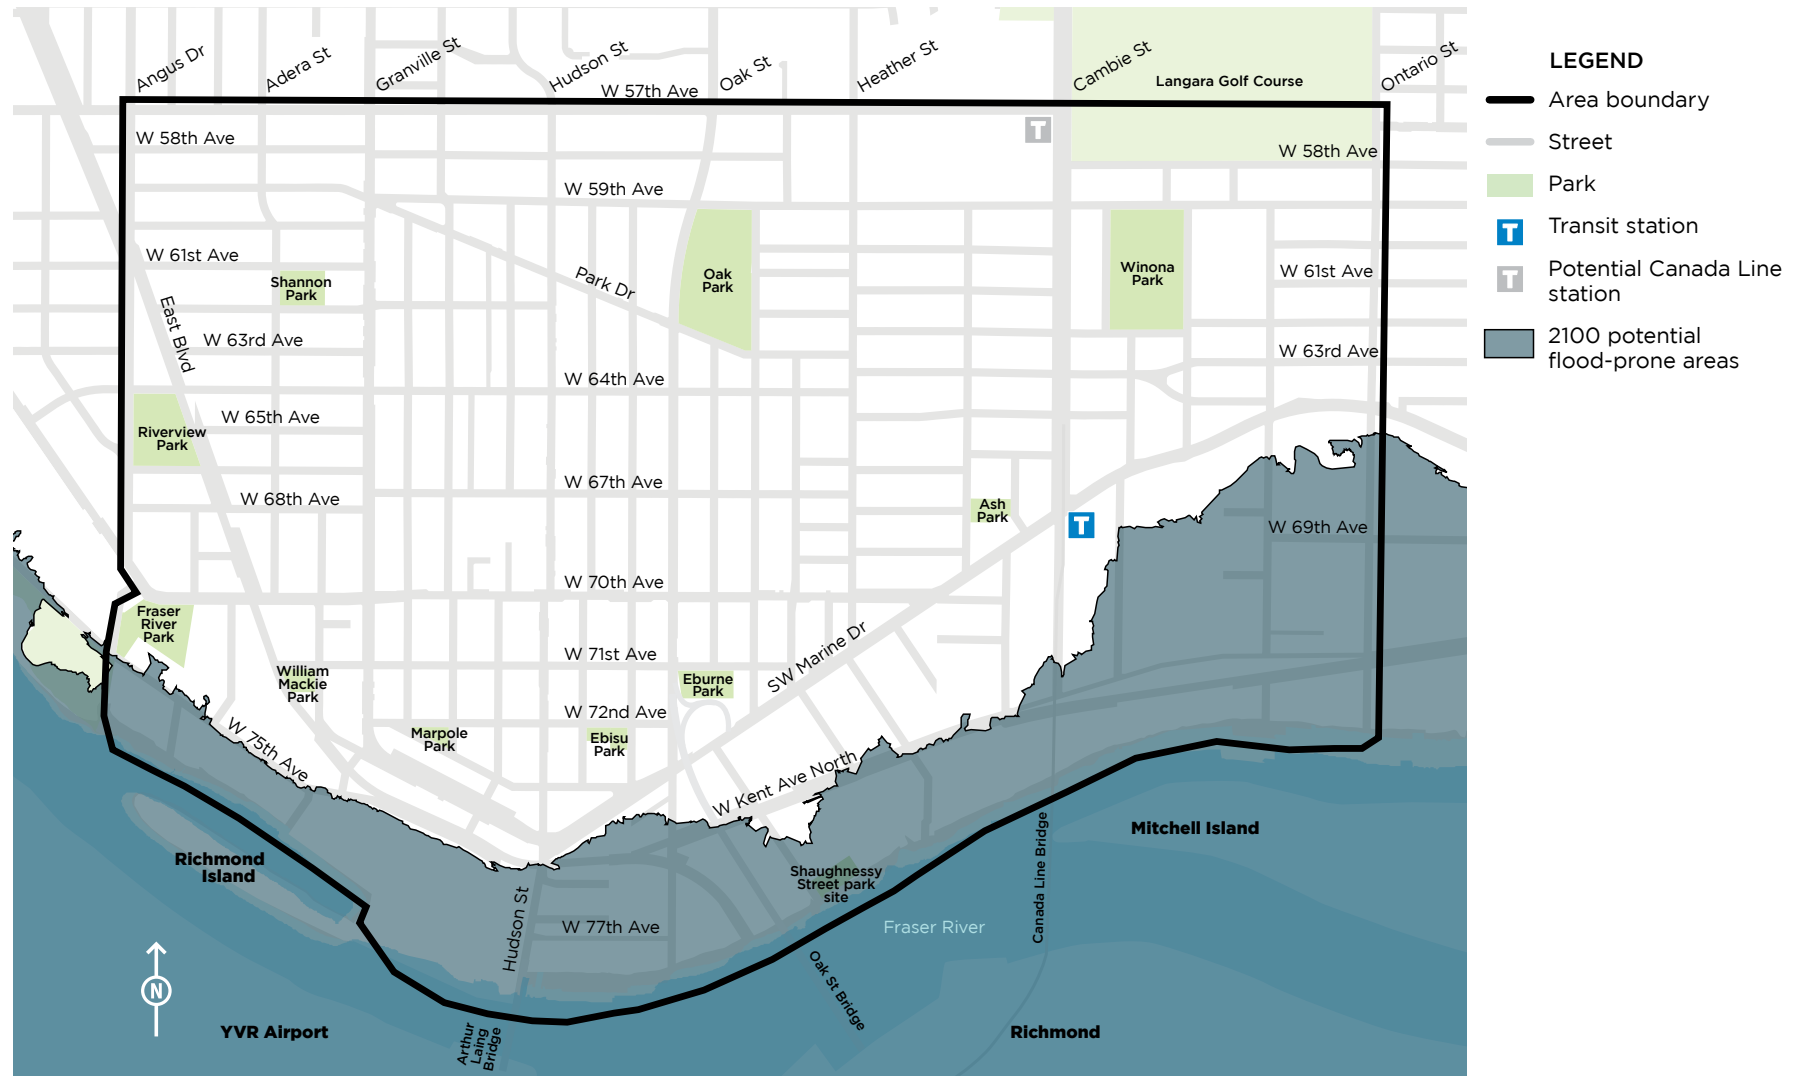 Angus Dr
Adera St
Granville St
Hudson St
Oak St
Heather St
Cambie St
Ontario St
W 57th Ave
Langara Golf Course
W 58th Ave
T
W 58th Ave
W 59th Ave
W 61st Ave
Shannon
Park
Park Dr
Oak
Park
Winona
Park
W 61st Ave
East Blvd
W 63rd Ave
W 63rd Ave
W 64th Ave
W 65th Ave
Riverview
Park
W 67th Ave
W 68th Ave
Ash
Park
T
W 69th Ave
W 70th Ave
Fraser
River
Park
W 71st Ave
SW Marine Dr
William
Mackie
Park
Eburne
Park
W 72nd Ave
Marpole
Park
Ebisu
Park
W 75th Ave
W Kent Ave North
Canada Line Bridge
Mitchell Island
Richmond
Island
Shaughnessy
Street park
site
Hudson St
W 77th Ave
Fraser River
Oak St Bridge
N
YVR Airport
Arthur
Laing
Bridge
Richmond
LEGEND
Area boundary
Street
Park
T
Transit station
T
Potential Canada Line
station
2100 potential
flood-prone areas